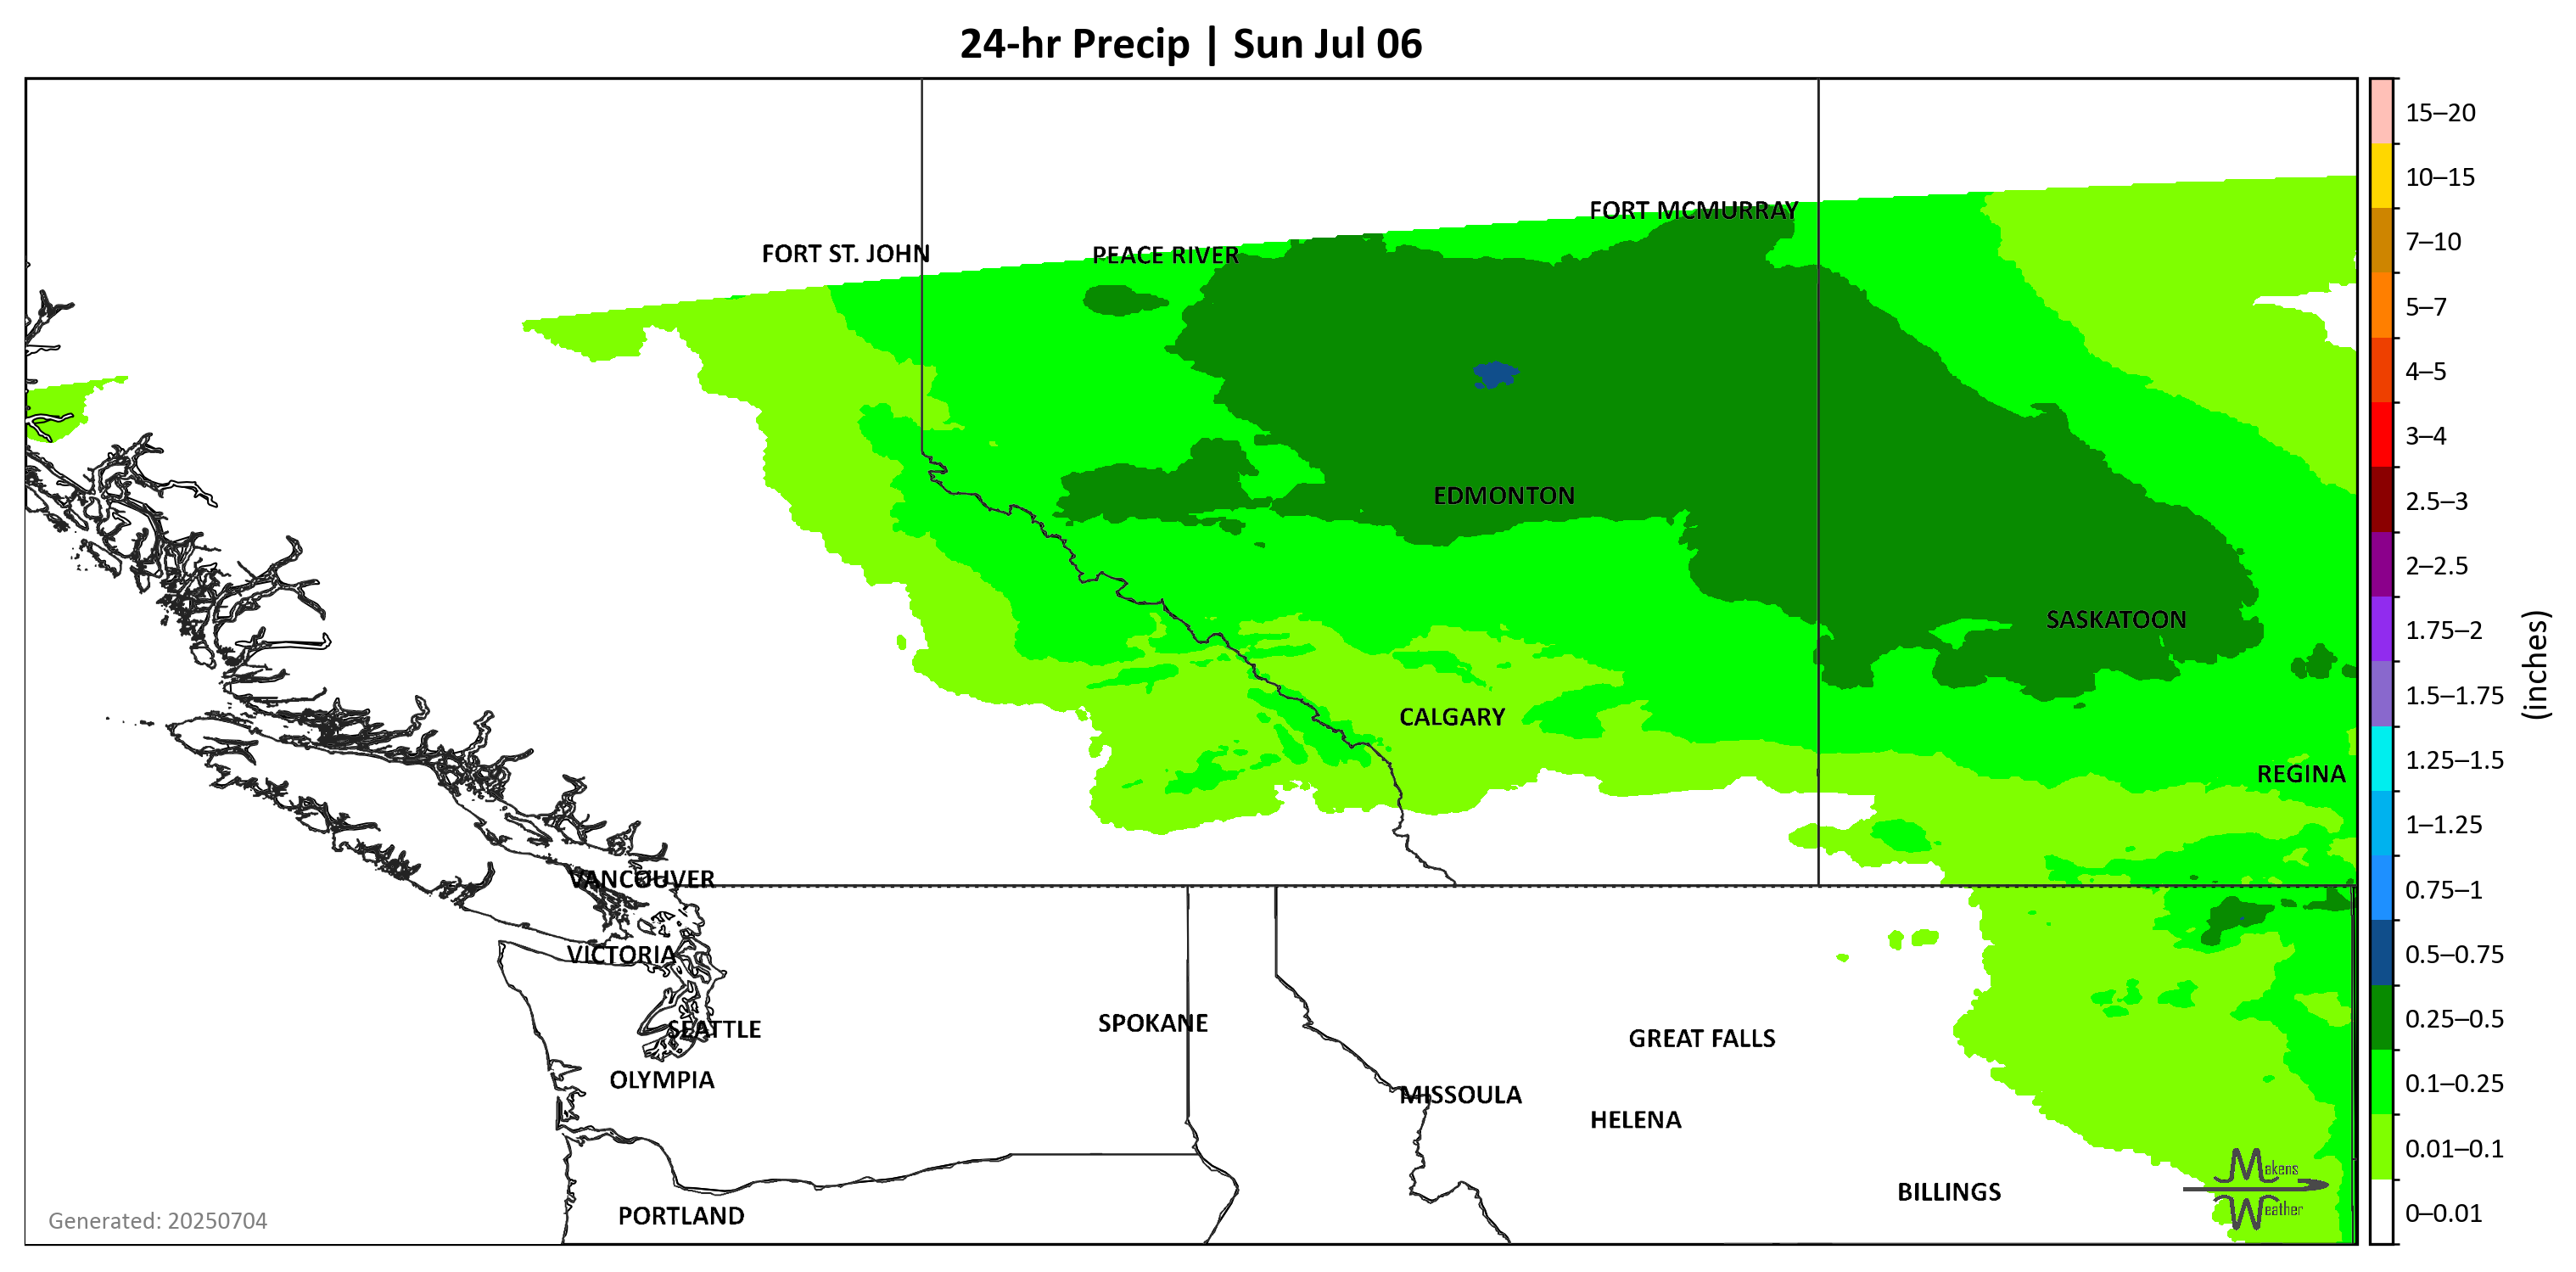 24-hr Precip | Sun Jul 06
15–20
10–15
7–10
5–7
4–5
3–4
2.5–3
2–2.5
1.75–2
1.5–1.75
1.25–1.5
1–1.25
0.75–1
0.5–0.75
0.25–0.5
0.1–0.25
0.01–0.1
0–0.01
(inches)
FORT MCMURRAY
FORT ST. JOHN
PEACE RIVER
EDMONTON
SASKATOON
CALGARY
REGINA
VANCOUVER
VICTORIA
SPOKANE
SEATTLE
GREAT FALLS
OLYMPIA
MISSOULA
HELENA
BILLINGS
PORTLAND
Makens
Weather
Generated: 20250704